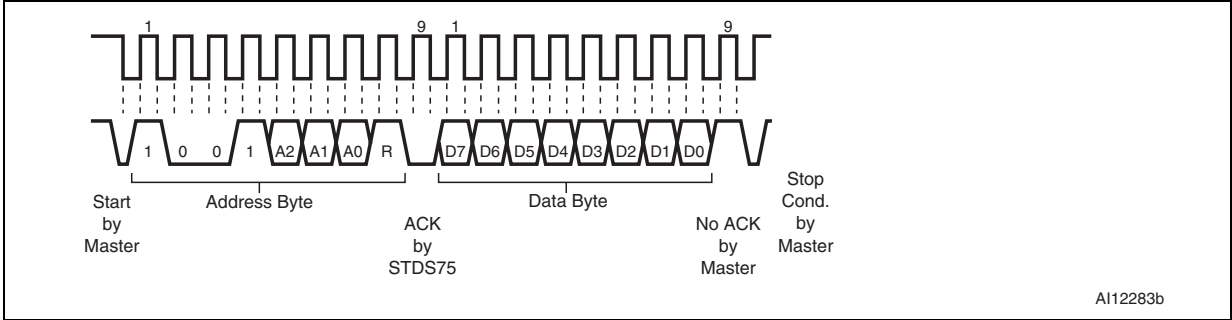 1 9 1 9
1 0 0 1 A2 A1 A0 R D7 D6 D5 D4 D3 D2 D1 D0
Start
by
Master
Address Byte
ACK
by
STDS75
Data Byte
No ACK
by
Master
Stop
Cond.
by
Master
AI12283b